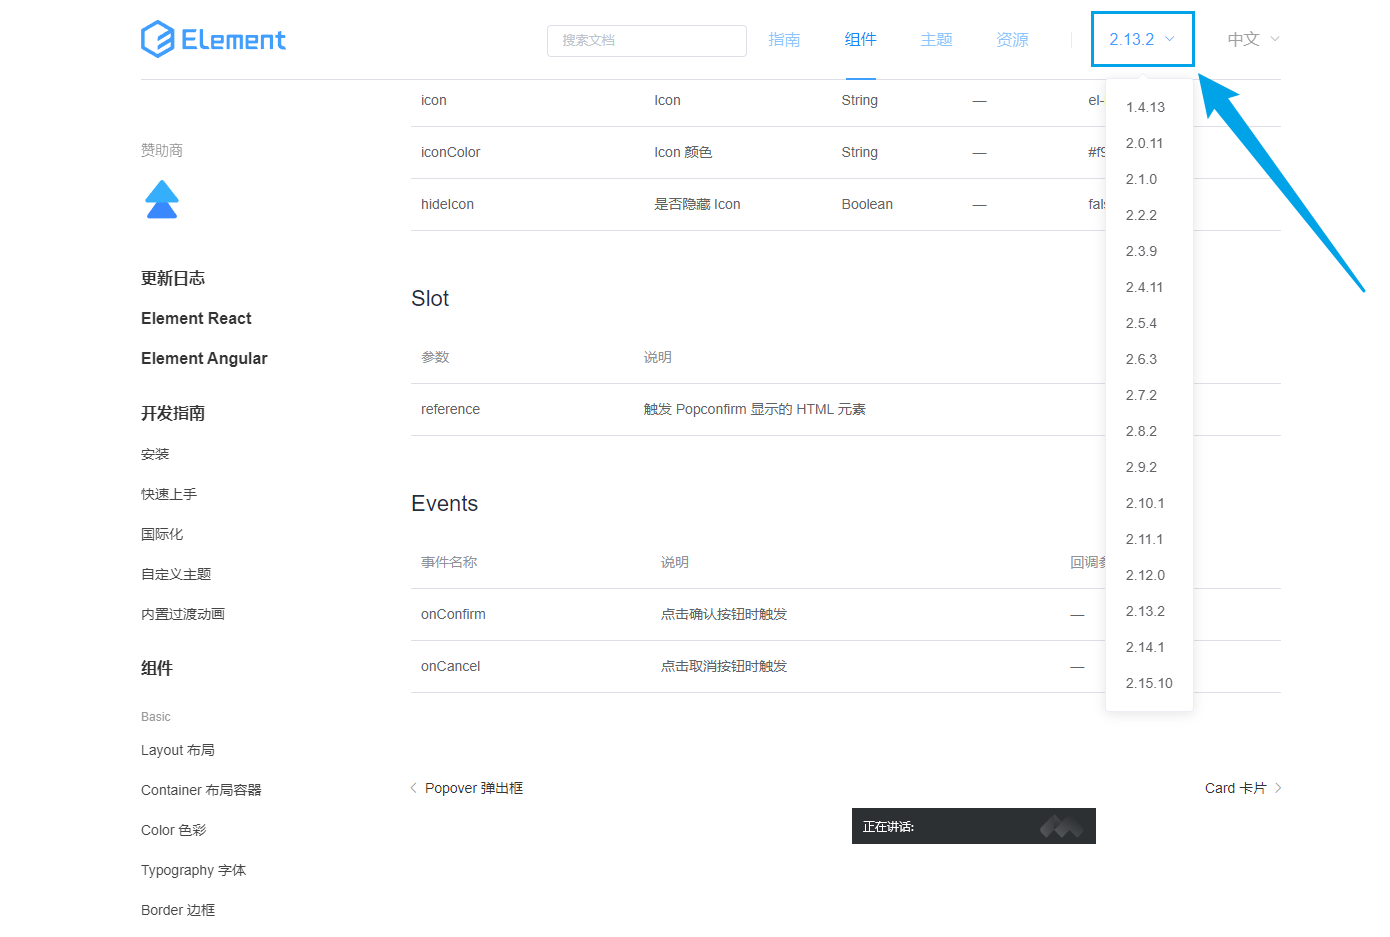 Element
搜索文档
指南
组件
主题
资源
2.13.2
中文
icon Icon String — el-
iconColor Icon 颜色 String — #f9
hideIcon 是否隐藏 Icon Boolean — fals
Slot
参数 说明
reference 触发 Popconfirm 显示的 HTML 元素
Events
事件名称 说明 回调参
onConfirm 点击确认按钮时触发 —
onCancel 点击取消按钮时触发 —
1.4.13
2.0.11
2.1.0
2.2.2
2.3.9
2.4.11
2.5.4
2.6.3
2.7.2
2.8.2
2.9.2
2.10.1
2.11.1
2.12.0
2.13.2
2.14.1
2.15.10
赞助商
更新日志
Element React
Element Angular
开发指南
安装
快速上手
国际化
自定义主题
内置过渡动画
组件
Basic
Layout 布局
Container 布局容器
Color 色彩
Typography 字体
Border 边框
Popover 弹出框
Card 卡片
正在讲话: